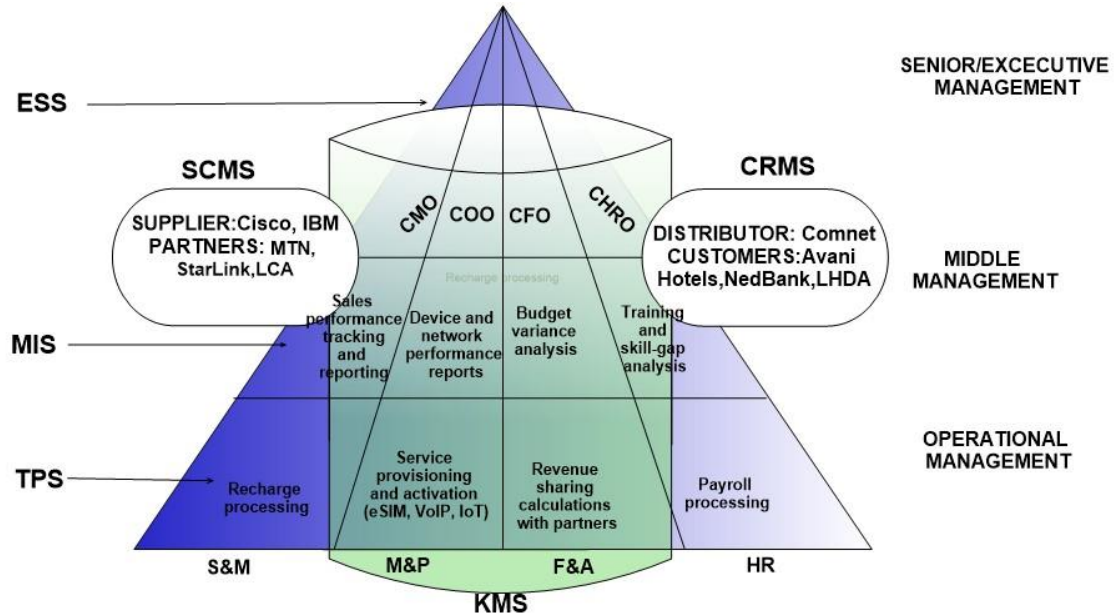 SENIOR/EXCECUTIVE
MANAGEMENT
ESS
SCMS
CRMS
SUPPLIER:Cisco, IBM
PARTNERS: MTN,
StarLink,LCA
CMO
COO
CFO
CHRO
DISTRIBUTOR: Comnet
CUSTOMERS:Avani
Hotels,NedBank,LHDA
MIDDLE
MANAGEMENT
Recharge processing
MIS
Sales
performance
tracking
and
reporting
Device and
network
performance
reports
Budget
variance
analysis
Training
and
skill-gap
analysis
OPERATIONAL
MANAGEMENT
TPS
Recharge
processing
Service
provisioning
and activation
(eSIM, VoIP, IoT)
Revenue
sharing
calculations
with partners
Payroll
processing
S&M
M&P
F&A
HR
KMS